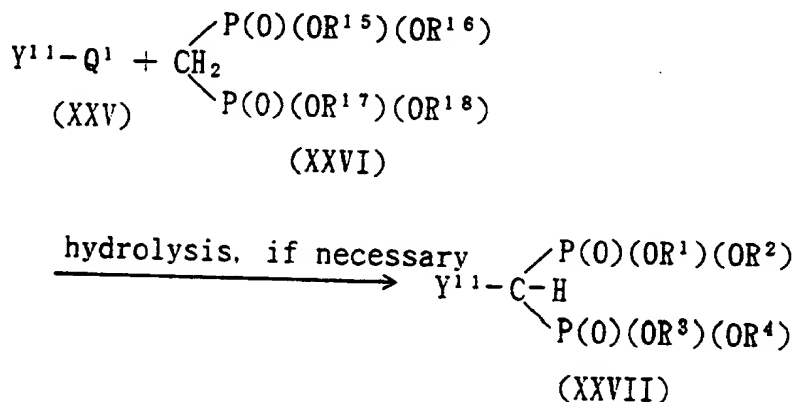 P(O)(OR¹⁵)(OR¹⁶)
Y¹¹-Q¹ + CH₂
P(O)(OR¹⁷)(OR¹⁸)
(XXV)
(XXVI)
hydrolysis, if necessary
P(O)(OR¹)(OR²)
Y¹¹-C-H
P(O)(OR³)(OR⁴)
(XXVII)